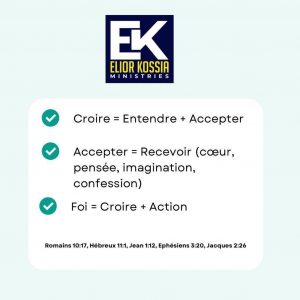 EK
ELIOR KOSSIA
MINISTRIES
Croire = Entendre + Accepter
Accepter = Recevoir (cœur,
pensée, imagination,
confession)
Foi = Croire + Action
Romains 10:17, Hébreux 11:1, Jean 1:12, Ephésiens 3:20, Jacques 2:26